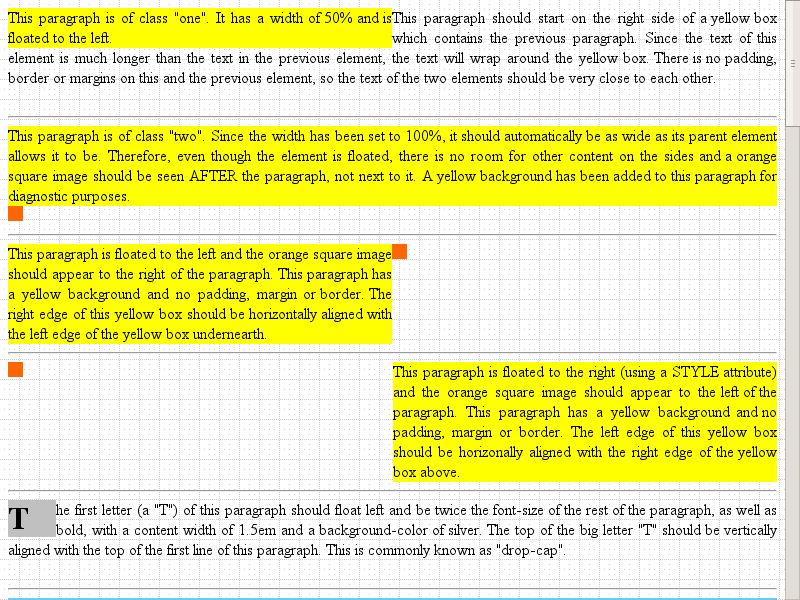 This paragraph is of class "one". It has a width of 50% and is
floated to the left.
This paragraph should start on the right side of a yellow box
which contains the previous paragraph. Since the text of this
element is much longer than the text in the previous element, the text will wrap around the yellow box. There is no padding,
border or margins on this and the previous element, so the text of the two elements should be very close to each other.
This paragraph is of class "two". Since the width has been set to 100%, it should automatically be as wide as its parent element
allows it to be. Therefore, even though the element is floated, there is no room for other content on the sides and a orange
square image should be seen AFTER the paragraph, not next to it. A yellow background has been added to this paragraph for
diagnostic purposes.
This paragraph is floated to the left and the orange square image
should appear to the right of the paragraph. This paragraph has
a yellow background and no padding, margin or border. The
right edge of this yellow box should be horizontally aligned with
the left edge of the yellow box undernearth.
This paragraph is floated to the right (using a STYLE attribute)
and the orange square image should appear to the left of the
paragraph. This paragraph has a yellow background and no
padding, margin or border. The left edge of this yellow box
should be horizonally aligned with the right edge of the yellow
box above.
The first letter (a "T") of this paragraph should float left and be twice the font-size of the rest of the paragraph, as well as
bold, with a content width of 1.5em and a background-color of silver. The top of the big letter "T" should be vertically
aligned with the top of the first line of this paragraph. This is commonly known as "drop-cap".